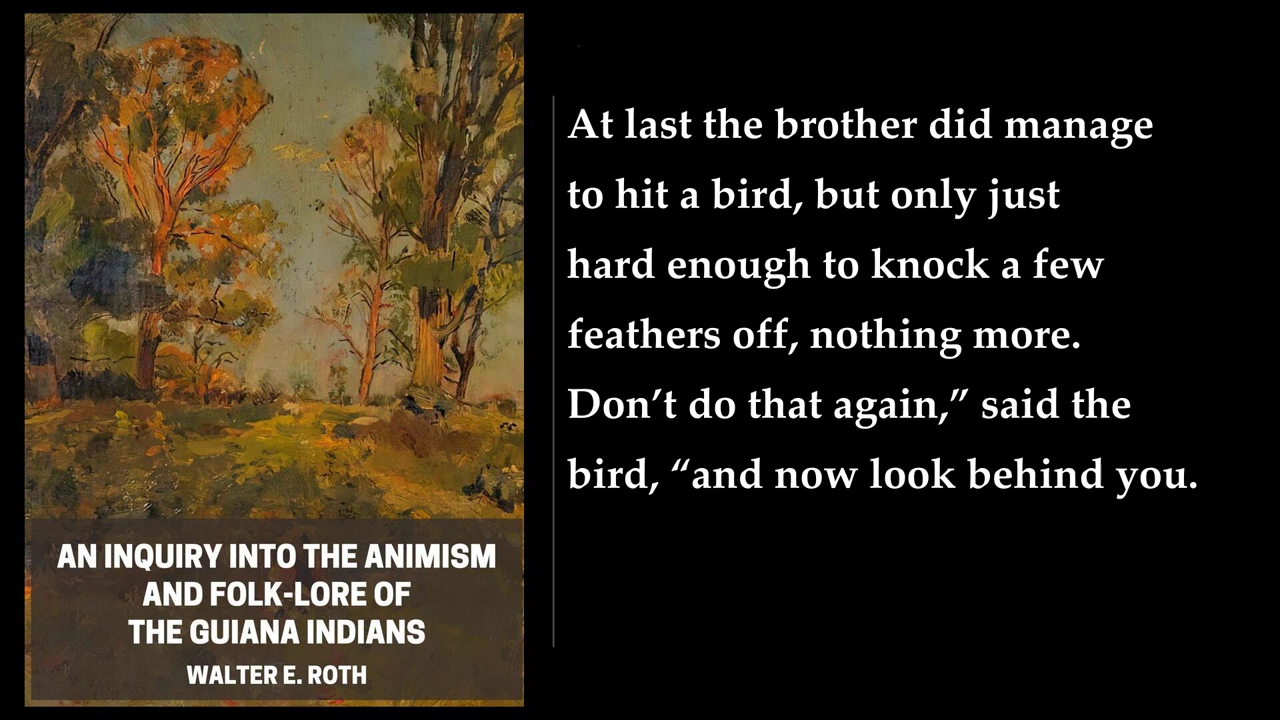 At last the brother did manage
to hit a bird, but only just
hard enough to knock a few
feathers off, nothing more.
Don’t do that again,” said the
bird, “and now look behind you.
AN INQUIRY INTO THE ANIMISM
AND FOLK-LORE OF
THE GUIANA INDIANS
WALTER E. ROTH